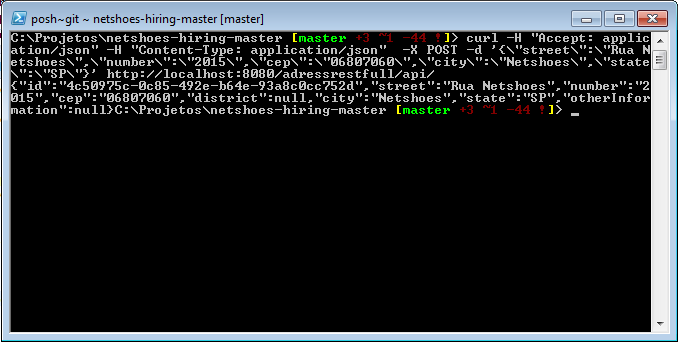 posh~git ~ netshoes-hiring-master [master]
C:\Projetos\netshoes-hiring-master [master +3 ~1 -44 !]> curl -H "Accept: applic
ation/json" -H "Content-Type: application/json"  -X POST -d '{\"street\":\"Rua N
etshoes\",\"number\":\"2015\",\"cep\":\"06807060\",\"city\":\"Netshoes\",\"state
\":\"SP\"}' http://localhost:8080/adressrestfull/api/
{"id":"4c50975c-0c85-492e-b64e-93a8c0cc752d","street":"Rua Netshoes","number":"2
015","cep":"06807060","district":null,"city":"Netshoes","state":"SP","otherInfor
mation":null}C:\Projetos\netshoes-hiring-master [master +3 ~1 -44 !]> _